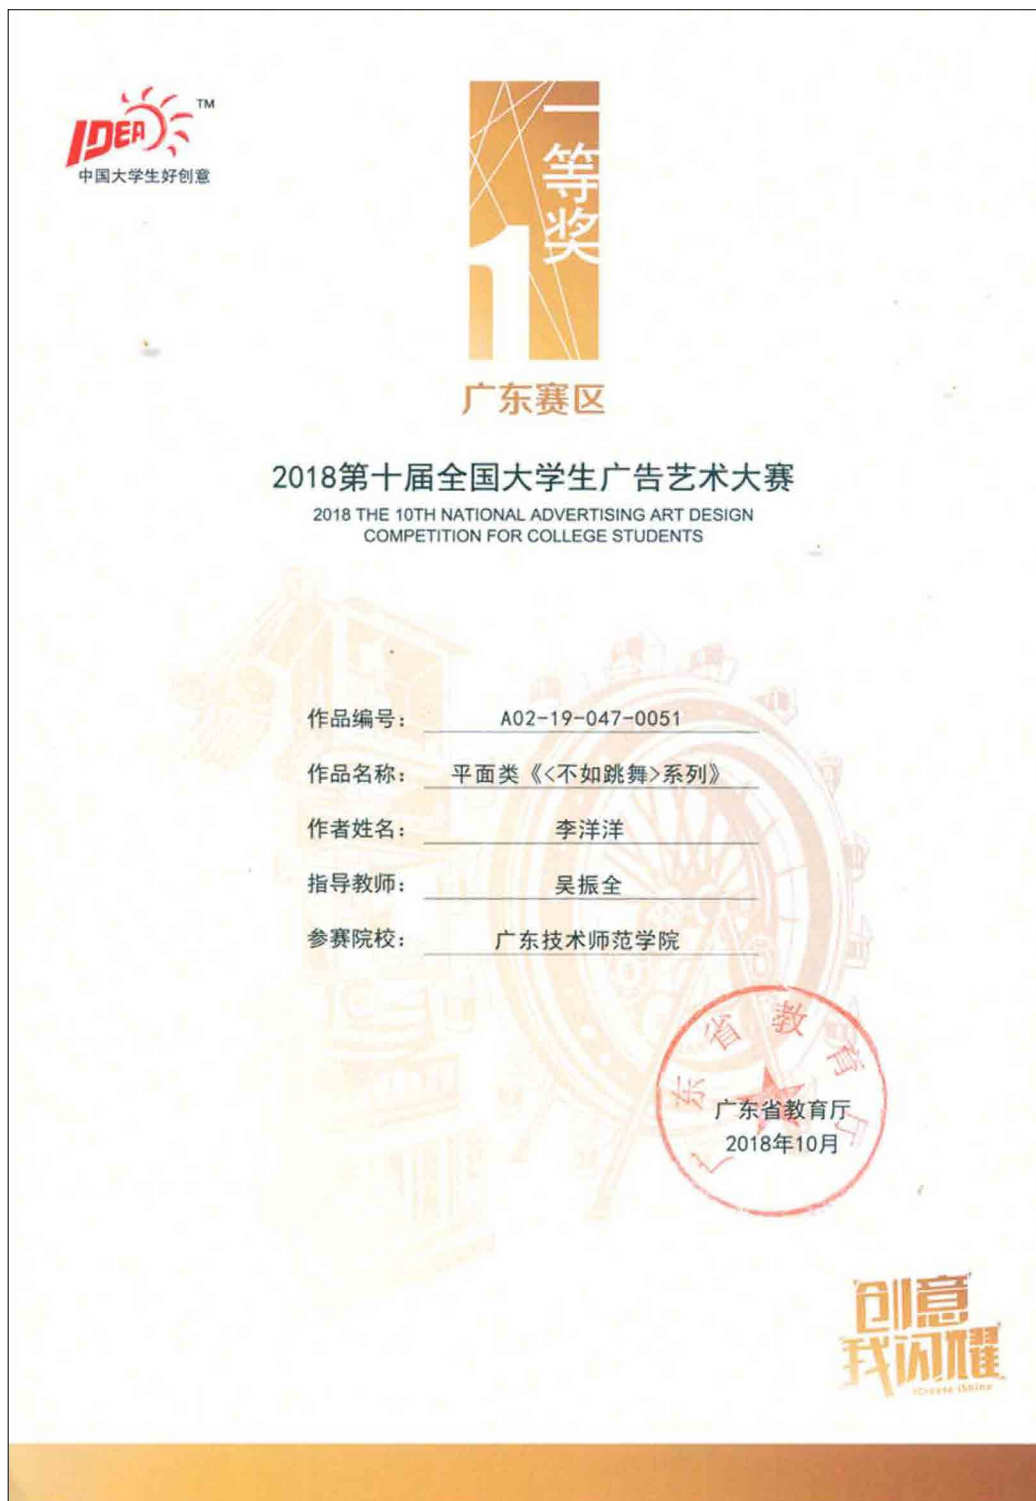 IDEA TM
中国大学生好创意
一等奖
1
广东赛区
2018第十届全国大学生广告艺术大赛
2018 THE 10TH NATIONAL ADVERTISING ART DESIGN
COMPETITION FOR COLLEGE STUDENTS
作品编号: A02-19-047-0051
作品名称: 平面类《<不如跳舞>系列》
作者姓名: 李洋洋
指导教师: 吴振全
参赛院校: 广东技术师范学院
广东省教育厅
广东省教育厅
2018年10月
创意
我闪耀
iCreate iShine